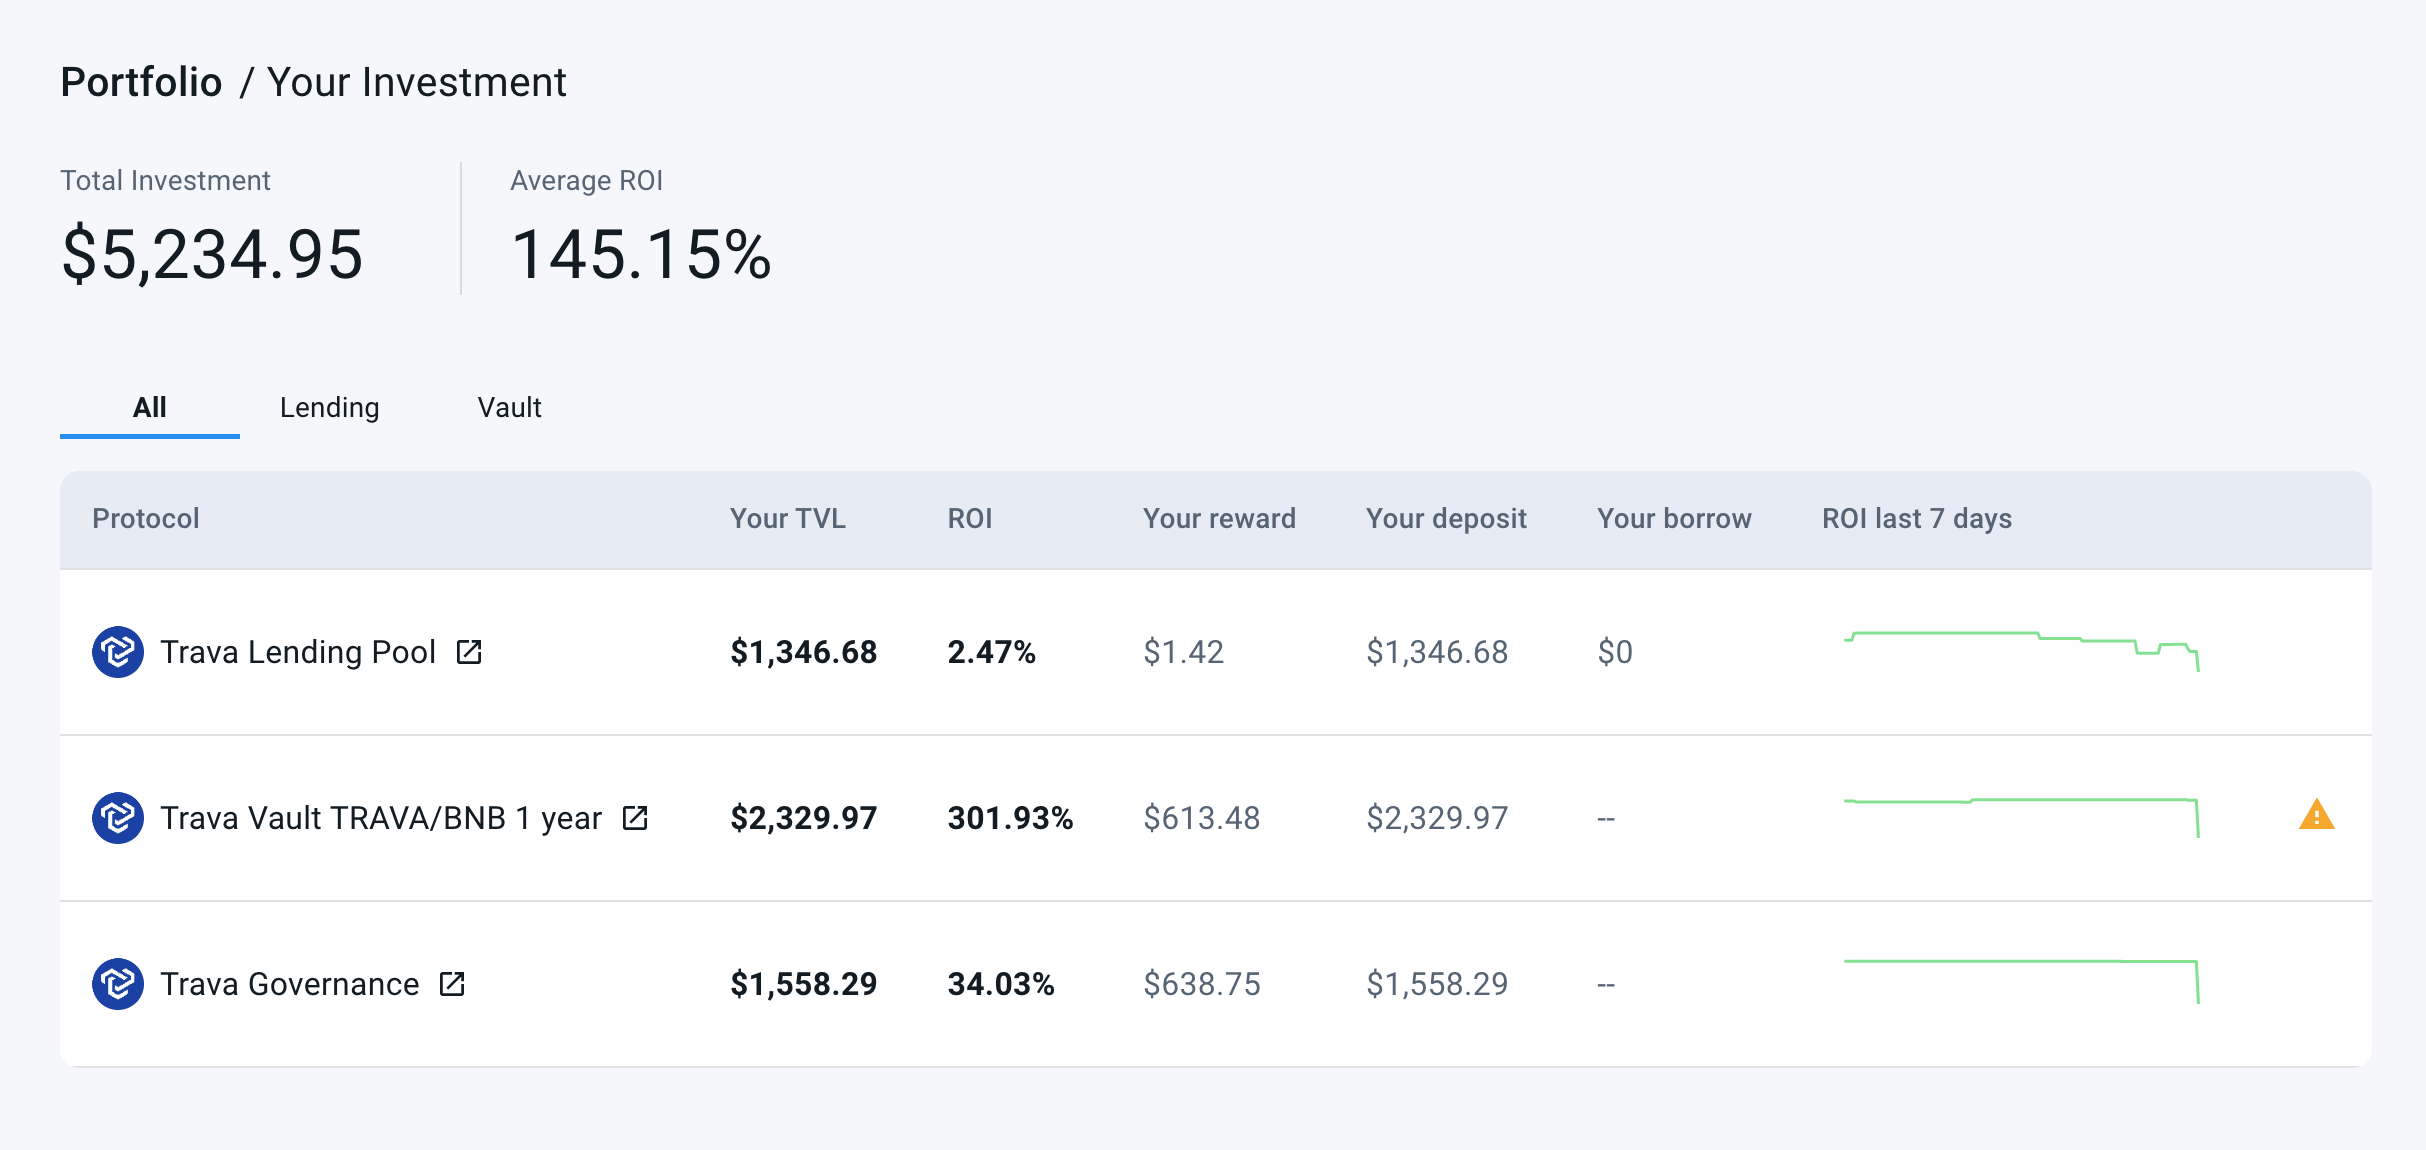 Portfolio / Your Investment
Total Investment
Average ROI
$5,234.95
145.15%
All Lending Vault
Protocol Your TVL ROI Your reward Your deposit Your borrow ROI last 7 days
Trava Lending Pool $1,346.68 2.47% $1.42 $1,346.68 $0
Trava Vault TRAVA/BNB 1 year $2,329.97 301.93% $613.48 $2,329.97 --
Trava Governance $1,558.29 34.03% $638.75 $1,558.29 --